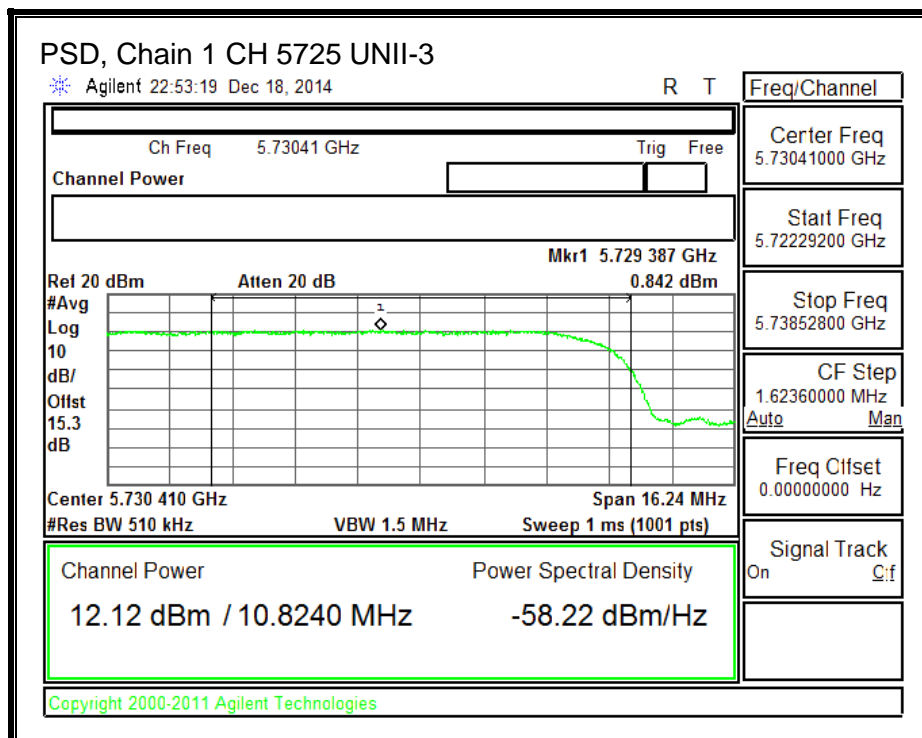 PSD, Chain 1 CH 5725 UNII-3
Agilent 22:53:19 Dec 18, 2014 R T
Freq/Channel
Ch Freq 5.73041 GHz Trig Free
Channel Power
Center Freq
5.73041000 GHz
Start Freq
5.72229200 GHz
Mkr1 5.729 387 GHz
Ref 20 dBm Atten 20 dB 0.842 dBm
#Avg
Log
10
dB/
Offst
15.3
dB
1
Stop Freq
5.73852800 GHz
CF Step
1.62360000 MHz
Auto Man
Freq Offset
0.00000000 Hz
Center 5.730 410 GHz Span 16.24 MHz
#Res BW 510 kHz VBW 1.5 MHz Sweep 1 ms (1001 pts)
Signal Track
On Off
Channel Power Power Spectral Density
12.12 dBm / 10.8240 MHz -58.22 dBm/Hz
Copyright 2000-2011 Agilent Technologies